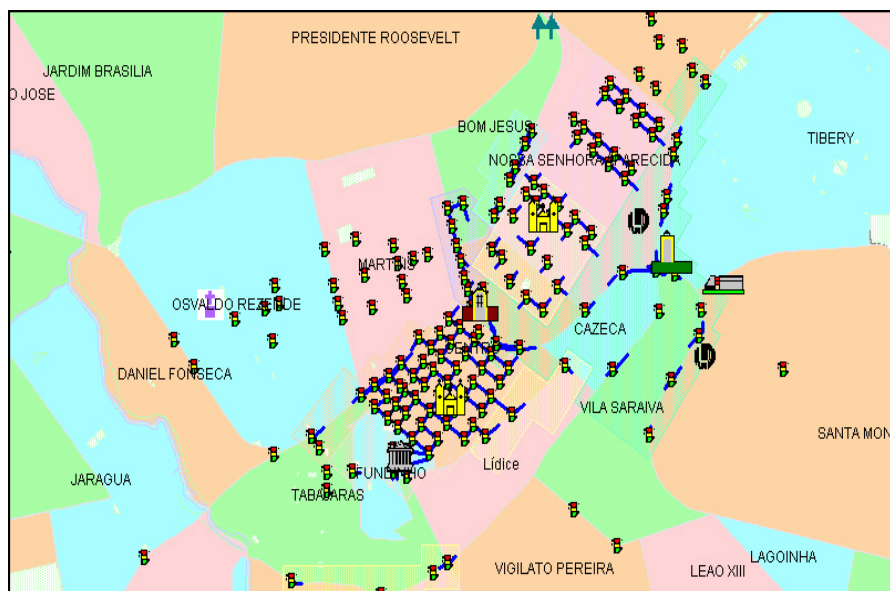 PRESIDENTE ROOSEVELT
JARDIM BRASILIA
O JOSE
BOM JESUS
TIBERY
NOSSA SENHORA APARECIDA
MARTINS
OSVALDO REZENDE
CAZECA
CENTRO
DANIEL FONSECA
VILA SARAIVA
SANTA MON
Lídice
JARAGUA
FUNDINHO
TABAJARAS
LAGOINHA
VIGILATO PEREIRA
LEAO XIII